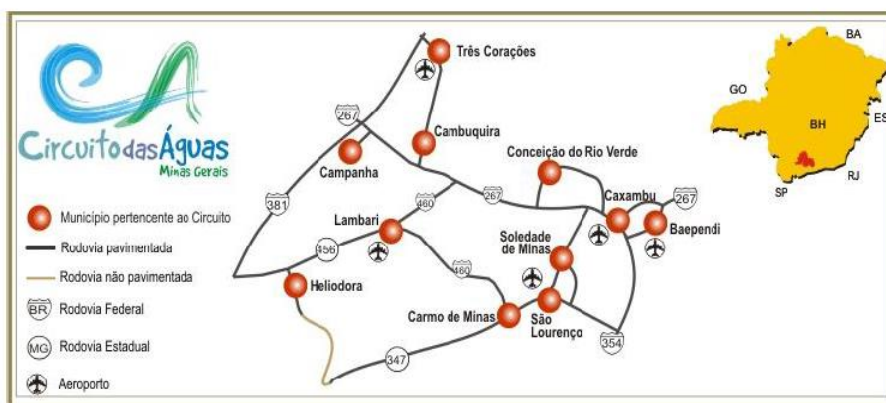 Circuito das Águas
Minas Gerais
Município pertencente ao Circuito
Rodovia pavimentada
Rodovia não pavimentada
BR Rodovia Federal
MG Rodovia Estadual
Aeroporto
Três Corações
267
Cambuquira
Campanha
Conceição do Rio Verde
381
Lambari
460
267
Caxambu
267
Baependi
456
Soledade
de Minas
Heliodora
460
Carmo de Minas
São
Lourenço
354
347
BA
GO
ES
BH
SP
RJ